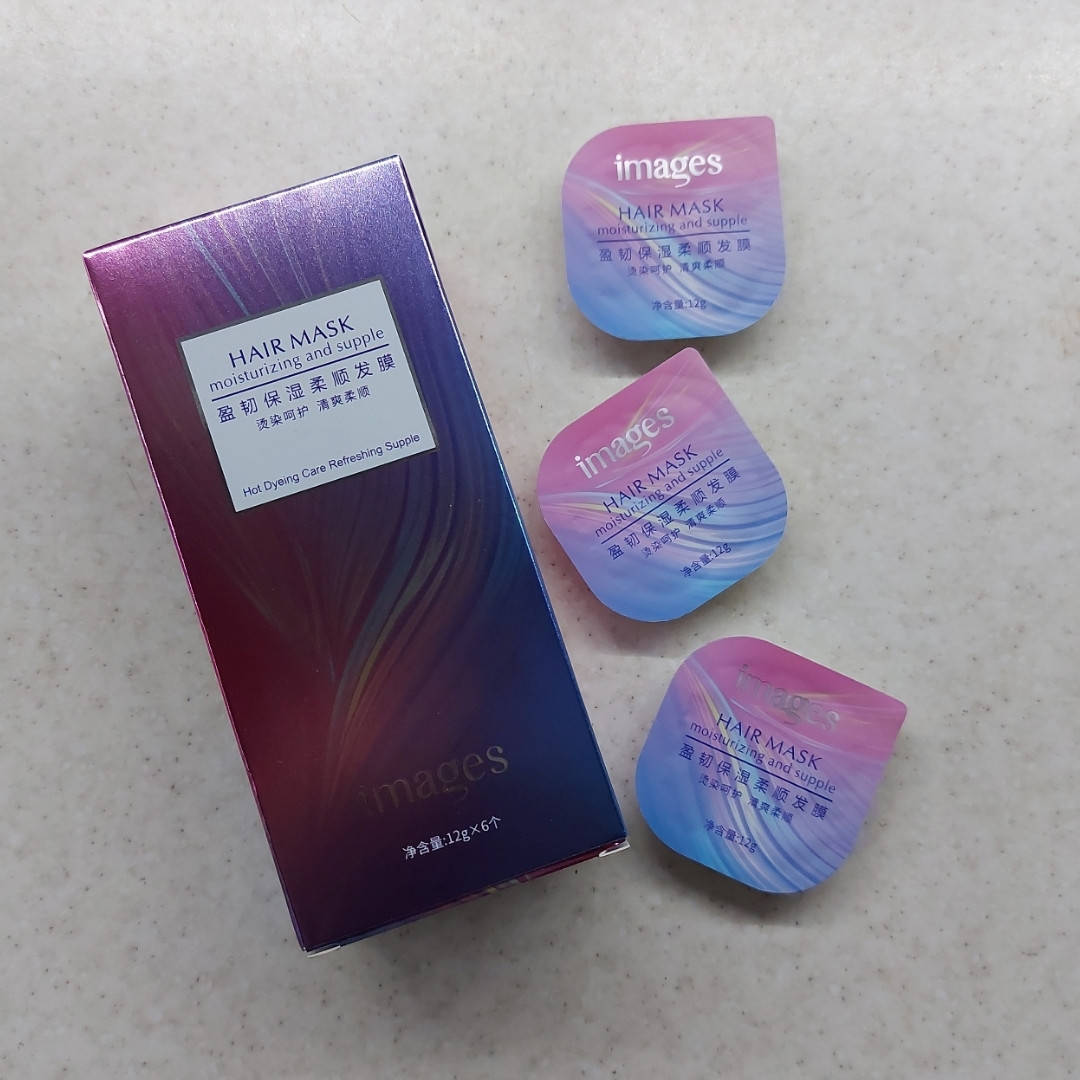 HAIR MASK
moisturizing and supple
盈韧保湿柔顺发膜
烫染呵护 清爽柔顺
Hot Dyeing Care Refreshing Supple
images
净含量:12g×6个
images
HAIR MASK
moisturizing and supple
盈韧保湿柔顺发膜
烫染呵护 清爽柔顺
净含量:12g
images
HAIR MASK
moisturizing and supple
盈韧保湿柔顺发膜
烫染呵护 清爽柔顺
净含量:12g
images
HAIR MASK
moisturizing and supple
盈韧保湿柔顺发膜
烫染呵护 清爽柔顺
净含量:12g